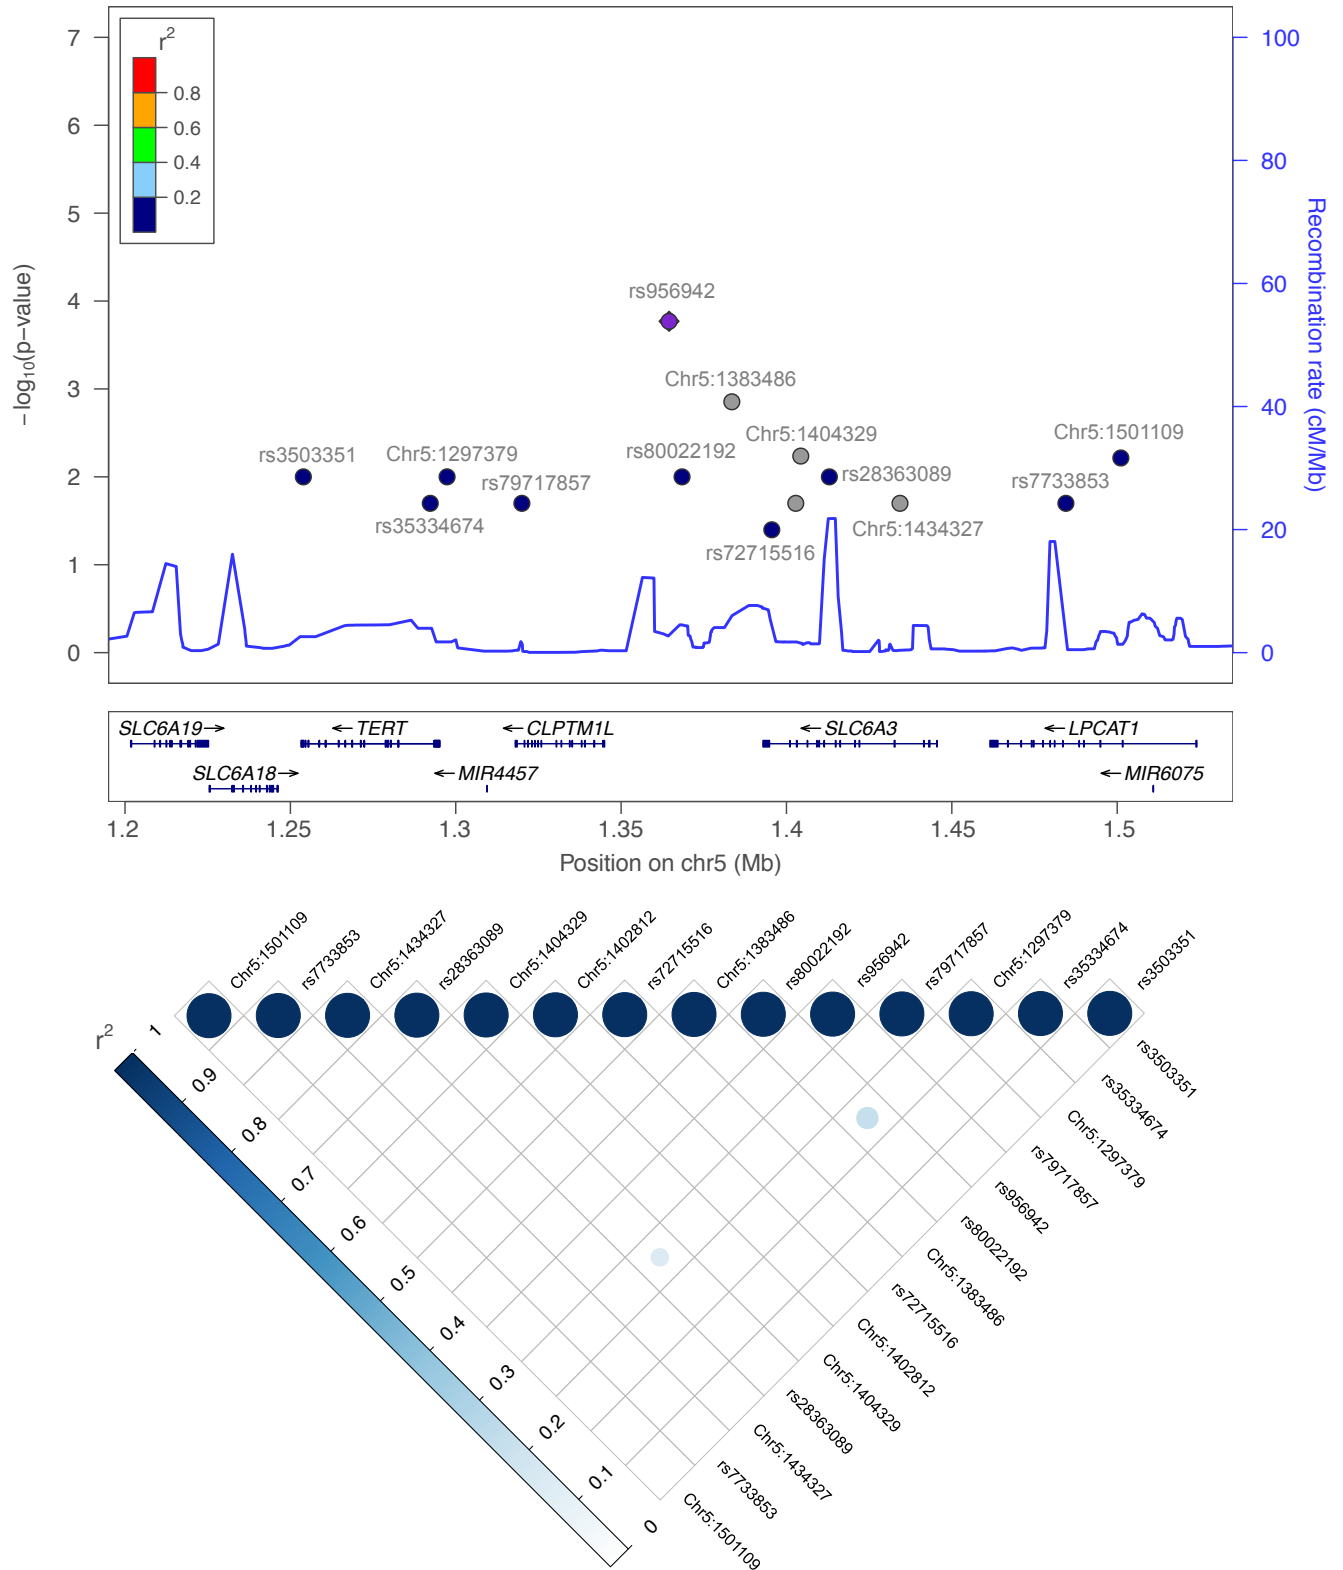 r2
0.8
0.6
0.4
0.2
7
6
5
4
3
2
1
0
−log10(p−value)
100
80
60
40
20
0
Recombination rate (cM/Mb)
rs956942
Chr5:1383486
Chr5:1404329
Chr5:1501109
rs3503351
Chr5:1297379
rs80022192
rs28363089
rs7733853
rs79717857
rs35334674
Chr5:1434327
rs72715516
SLC6A19
TERT
CLPTM1L
SLC6A3
LPCAT1
SLC6A18
MIR4457
MIR6075
1.2
1.25
1.3
1.35
1.4
1.45
1.5
Position on chr5 (Mb)
Chr5:1501109
rs7733853
Chr5:1434327
rs28363089
Chr5:1404329
Chr5:1402812
rs72715516
Chr5:1383486
rs80022192
rs956942
rs79717857
Chr5:1297379
rs35334674
rs3503351
r2
1
0.9
0.8
0.7
0.6
0.5
0.4
0.3
0.2
0.1
0
rs3503351
rs35334674
Chr5:1297379
rs79717857
rs956942
rs80022192
Chr5:1383486
rs72715516
Chr5:1402812
Chr5:1404329
rs28363089
Chr5:1434327
rs7733853
Chr5:1501109